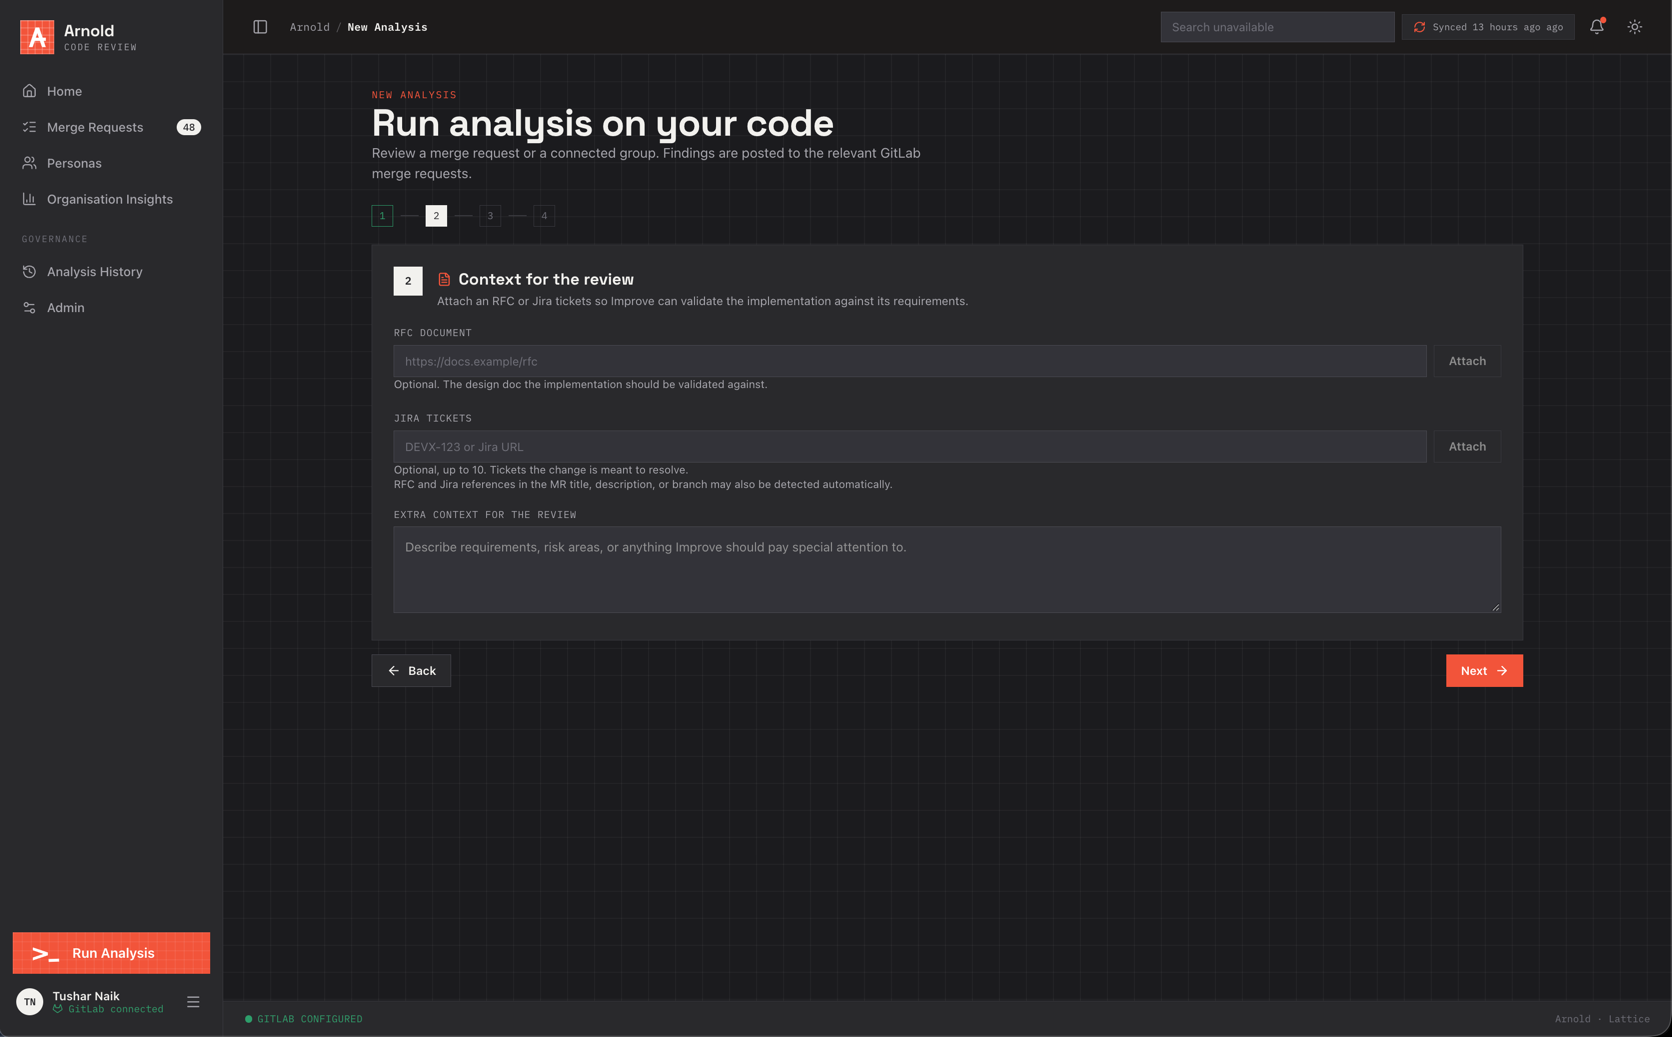 Arnold
CODE REVIEW
Home
Merge Requests 48
Personas
Organisation Insights
GOVERNANCE
Analysis History
Admin
>_ Run Analysis
TN
Tushar Naik
GitLab connected
Arnold / New Analysis
Search unavailable
Synced 13 hours ago ago
NEW ANALYSIS
Run analysis on your code
Review a merge request or a connected group. Findings are posted to the relevant GitLab
merge requests.
1 2 3 4
2 Context for the review
Attach an RFC or Jira tickets so Improve can validate the implementation against its requirements.
RFC DOCUMENT
https://docs.example/rfc Attach
Optional. The design doc the implementation should be validated against.
JIRA TICKETS
DEVX-123 or Jira URL Attach
Optional, up to 10. Tickets the change is meant to resolve.
RFC and Jira references in the MR title, description, or branch may also be detected automatically.
EXTRA CONTEXT FOR THE REVIEW
Describe requirements, risk areas, or anything Improve should pay special attention to.
Back Next
GITLAB CONFIGURED
Arnold - Lattice